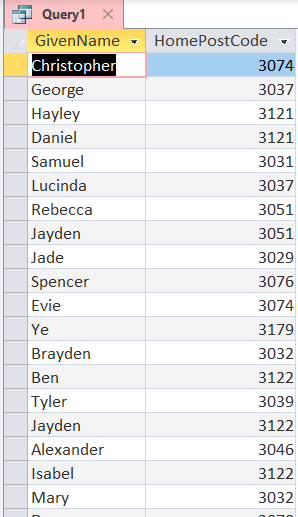 Query1
GivenName HomePostCode
Christopher 3074
George 3037
Hayley 3121
Daniel 3121
Samuel 3031
Lucinda 3037
Rebecca 3051
Jayden 3051
Jade 3029
Spencer 3076
Evie 3074
Ye 3179
Brayden 3032
Ben 3122
Tyler 3039
Jayden 3122
Alexander 3046
Isabel 3122
Mary 3032